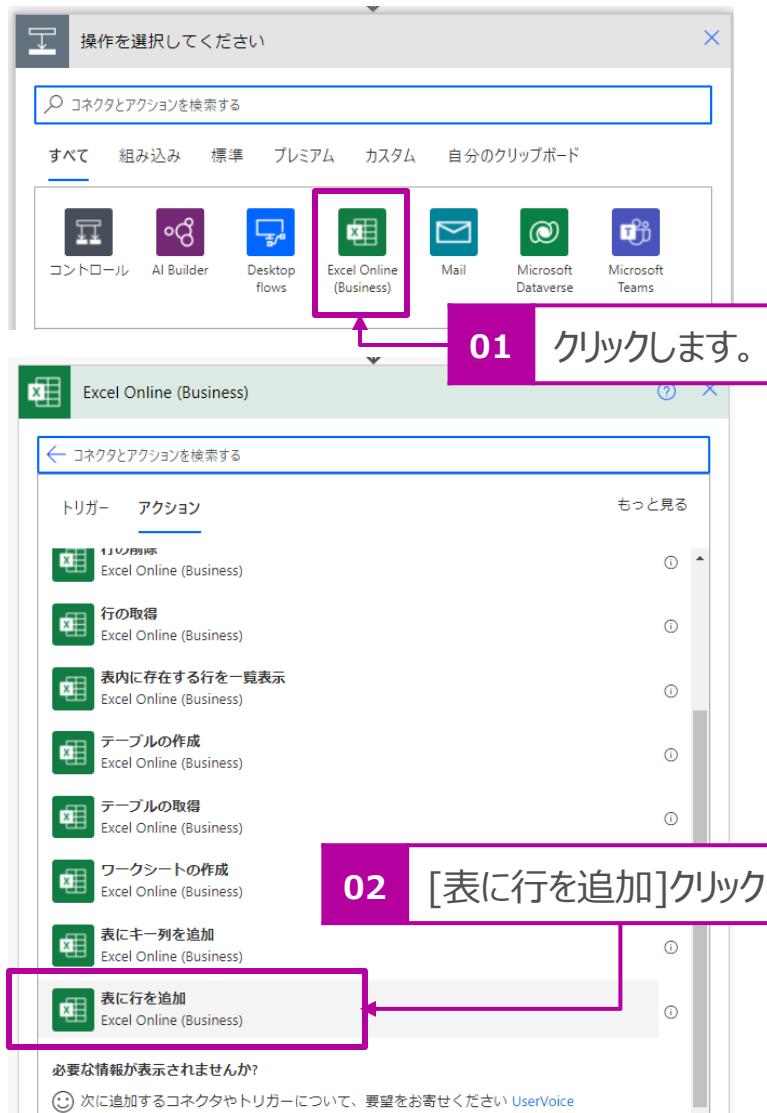 操作を選択してください
コネクタとアクションを検索する
すべて 組み込み 標準 プレミアム カスタム 自分のクリップボード
コントロール AI Builder Desktop flows Excel Online (Business) Mail Microsoft Dataverse Microsoft Teams
01 クリックします。
Excel Online (Business)
コネクタとアクションを検索する
トリガー アクション もっと見る
行の削除
Excel Online (Business)
行の取得
Excel Online (Business)
表内に存在する行を一覧表示
Excel Online (Business)
テーブルの作成
Excel Online (Business)
テーブルの取得
Excel Online (Business)
ワークシートの作成
Excel Online (Business)
02 [表に行を追加]クリック
表にキー列を追加
Excel Online (Business)
表に行を追加
Excel Online (Business)
必要な情報が表示されませんか?
次に追加するコネクタやトリガーについて、要望をお寄せください UserVoice